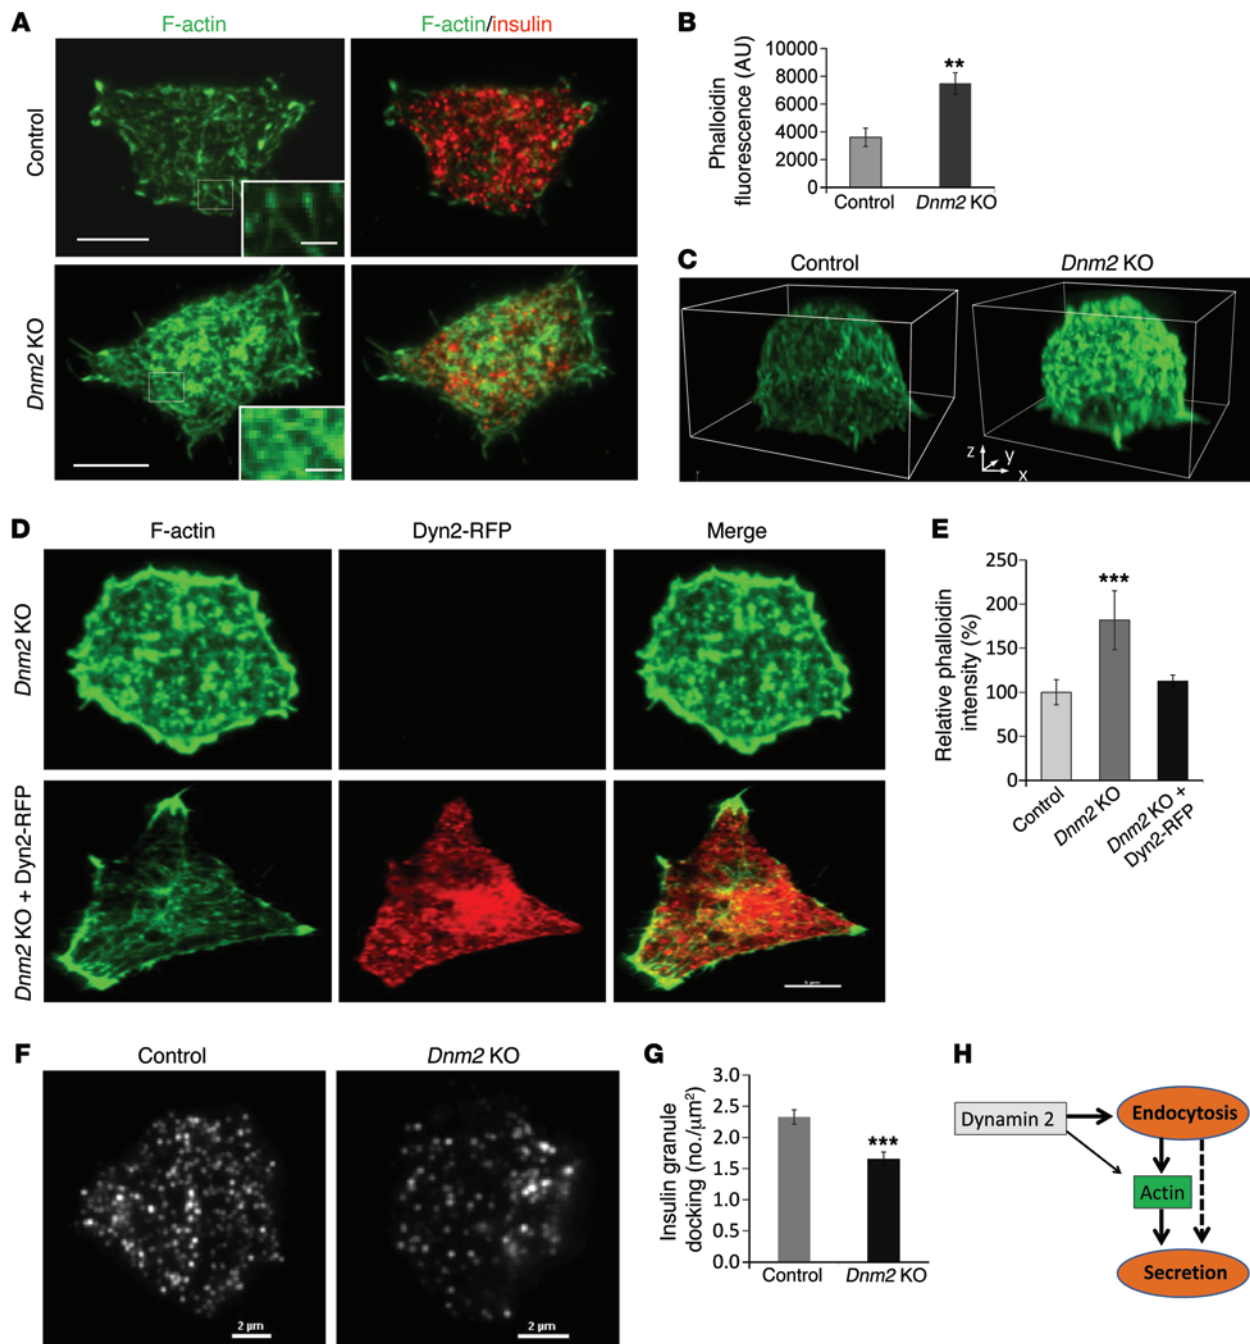 A
F-actin
F-actin/insulin
Control
Dnm2 KO
B
Phalloidin
fluorescence (AU)
10000
8000
6000
4000
2000
0
**
Control
Dnm2 KO
C
Control
Dnm2 KO
z
y
x
D
F-actin
Dyn2-RFP
Merge
Dnm2 KO
Dnm2 KO + Dyn2-RFP
E
Relative phalloidin
intensity (%)
250
200
150
100
50
0
***
Control
Dnm2 KO
Dnm2 KO +
Dyn2-RFP
F
Control
Dnm2 KO
2 µm
2 µm
G
Insulin granule
docking (no./µm²)
3.0
2.5
2.0
1.5
1.0
0.5
0.0
***
Control
Dnm2 KO
H
Dynamin 2
Endocytosis
Actin
Secretion